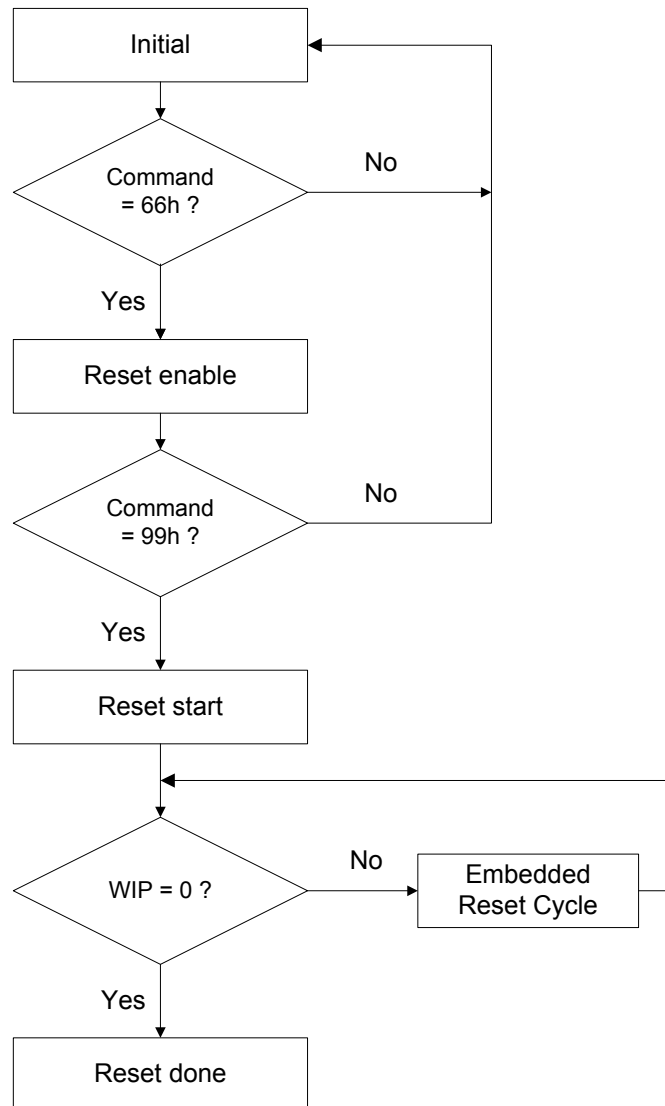 Initial
Command
= 66h ?
No
Yes
Reset enable
Command
= 99h ?
No
Yes
Reset start
WIP = 0 ?
No
Embedded
Reset Cycle
Yes
Reset done